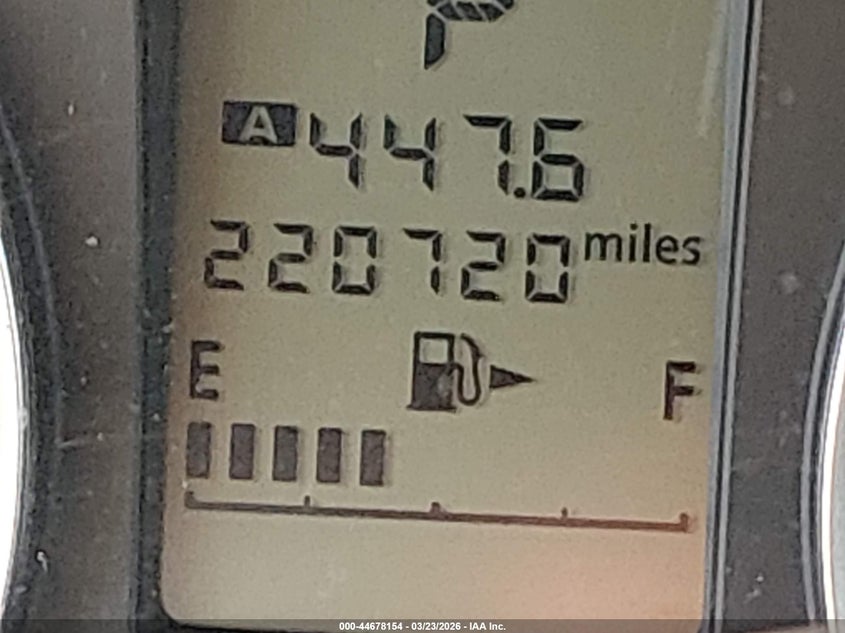 P
A 447.6
220720 miles
E F
000-44678154 - 03/23/2026 - IAA Inc.